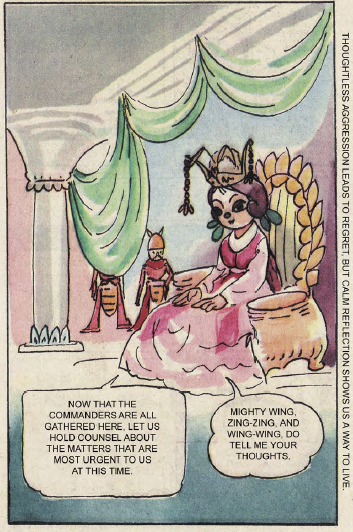 NOW THAT THE
COMMANDERS ARE ALL
GATHERED HERE, LET US
HOLD COUNSEL ABOUT
THE MATTERS THAT ARE
MOST URGENT TO US
AT THIS TIME.
MIGHTY WING,
ZING-ZING, AND
WING-WING, DO
TELL ME YOUR
THOUGHTS.
THOUGHTLESS AGGRESSION LEADS TO REGRET, BUT CALM REFLECTION SHOWS US A WAY TO LIVE.